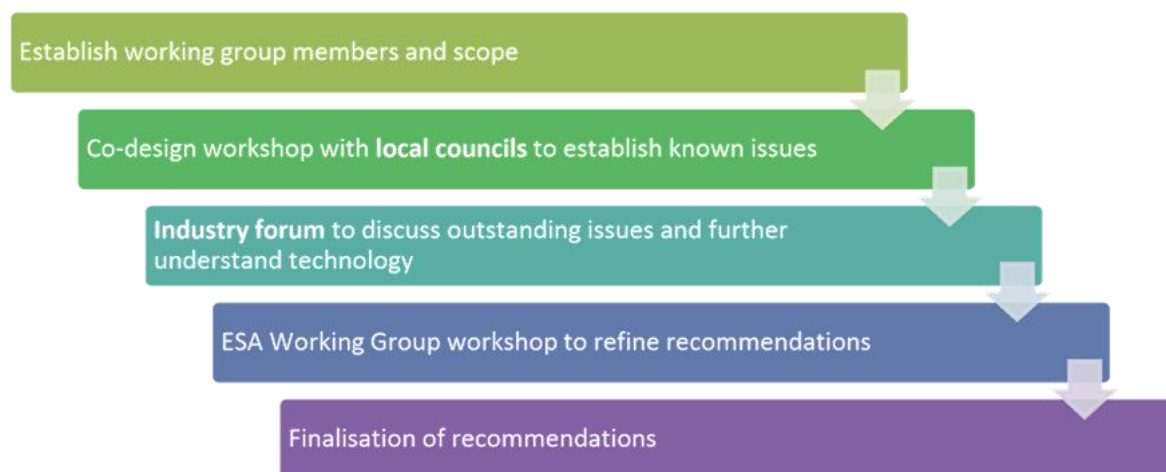 Establish working group members and scope
Co-design workshop with local councils to establish known issues
Industry forum to discuss outstanding issues and further
understand technology
ESA Working Group workshop to refine recommendations
Finalisation of recommendations